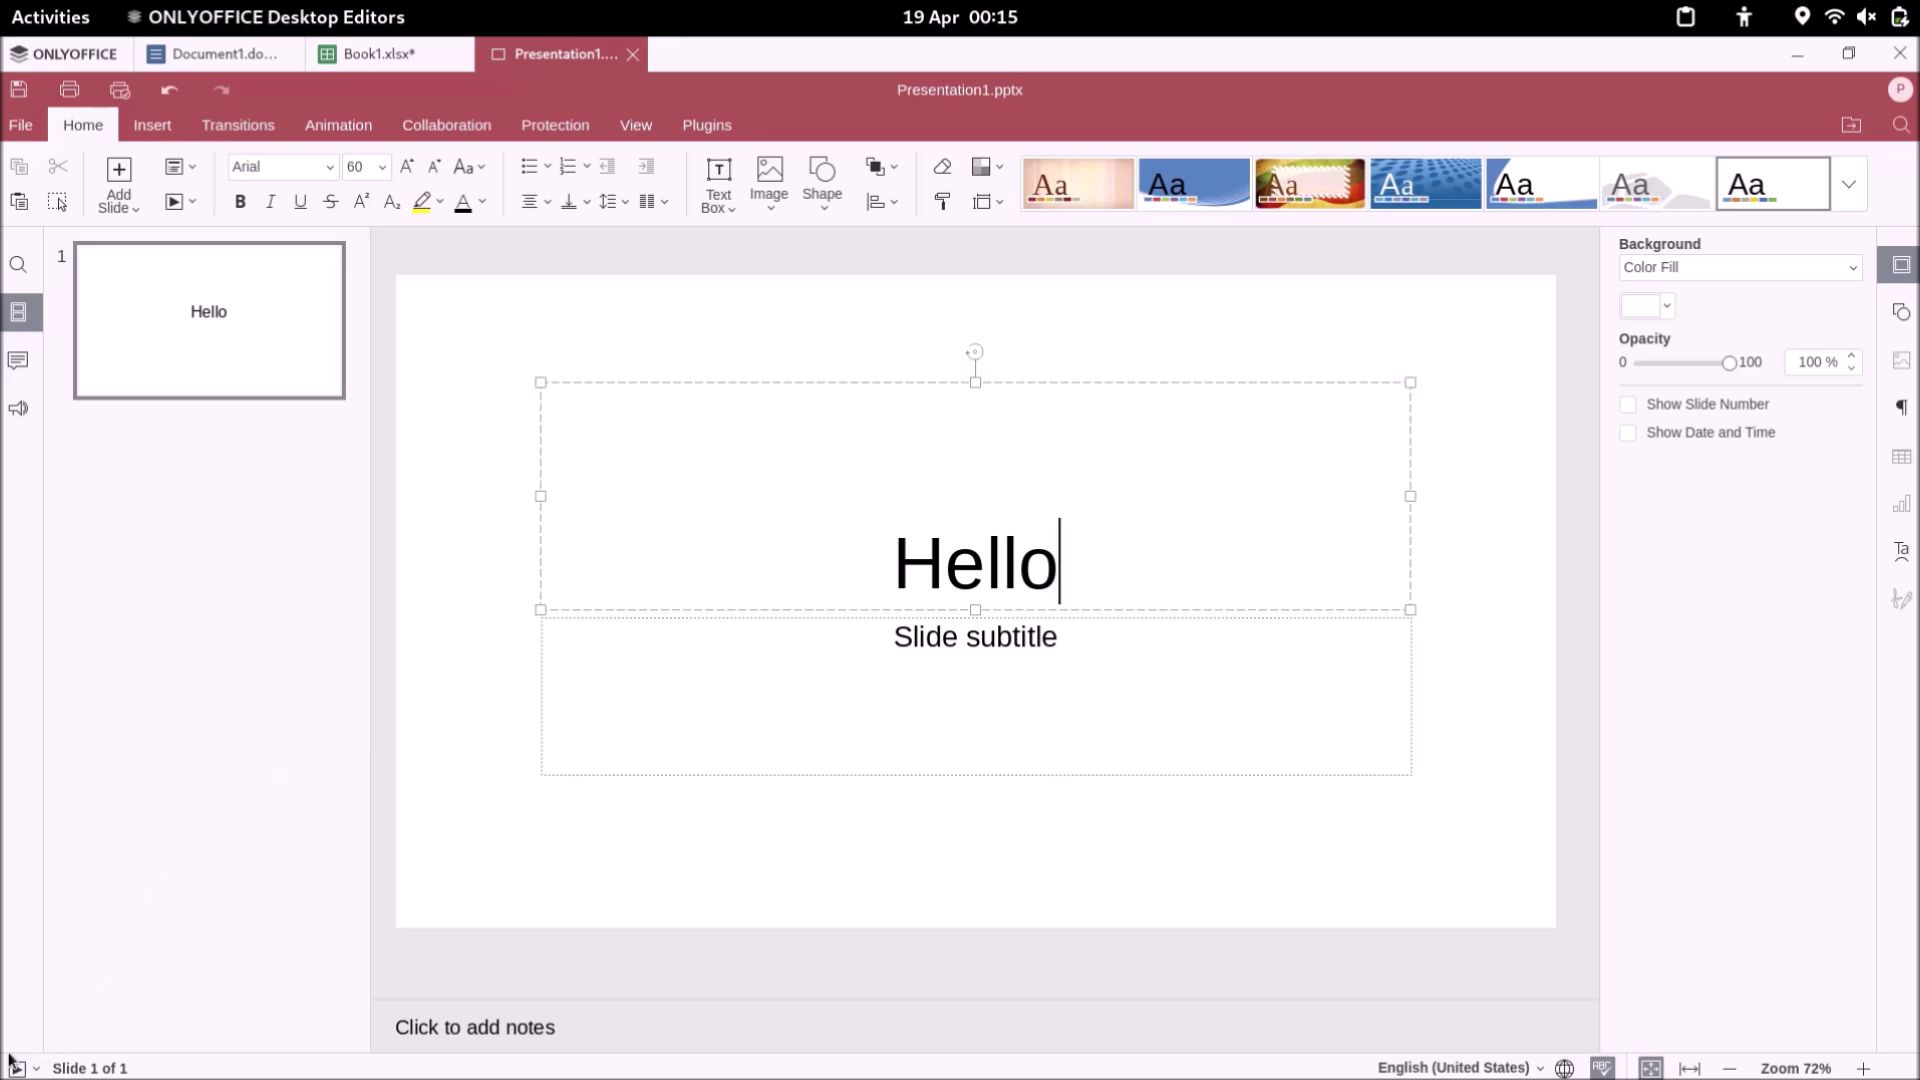 Activities ONLYOFFICE Desktop Editors 19 Apr 00:15
ONLYOFFICE Document1.do... Book1.xlsx* Presentation1....
Presentation1.pptx P
File Home Insert Transitions Animation Collaboration Protection View Plugins
Arial 60
Add Slide
Text Box Image Shape
Aa Aa Aa Aa Aa Aa Aa
1
Hello
Hello
Slide subtitle
Background
Color Fill
Opacity
0 100 100 %
Show Slide Number
Show Date and Time
Click to add notes
Slide 1 of 1 English (United States) Zoom 72%